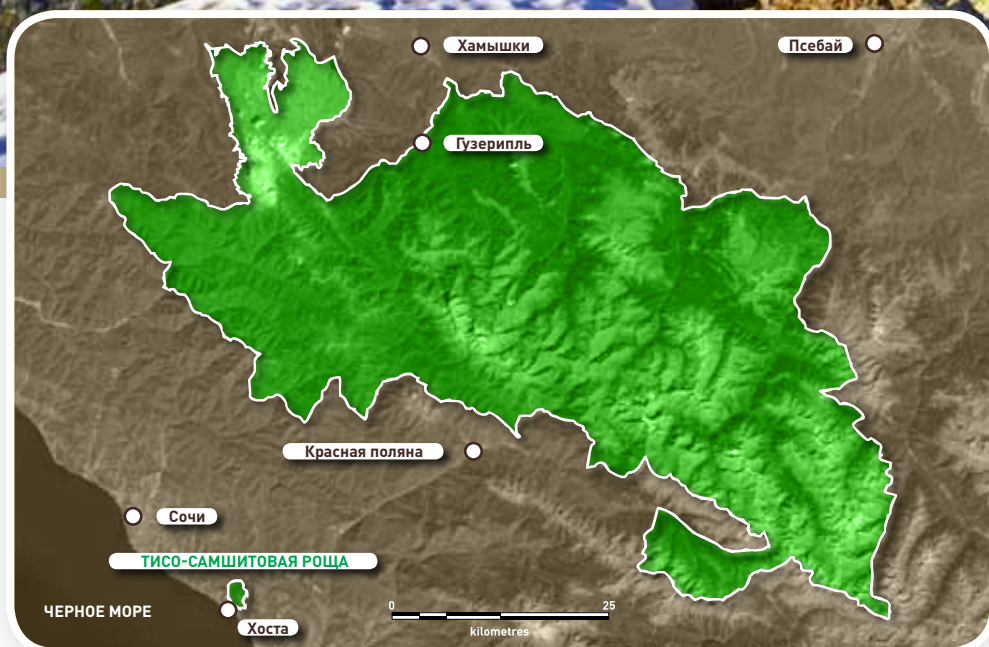 Хамышки
Псебай
Гузерипль
Красная поляна
Сочи
ТИСО-САМШИТОВАЯ РОЩА
ЧЕРНОЕ МОРЕ
Хоста
0 25
kilometres